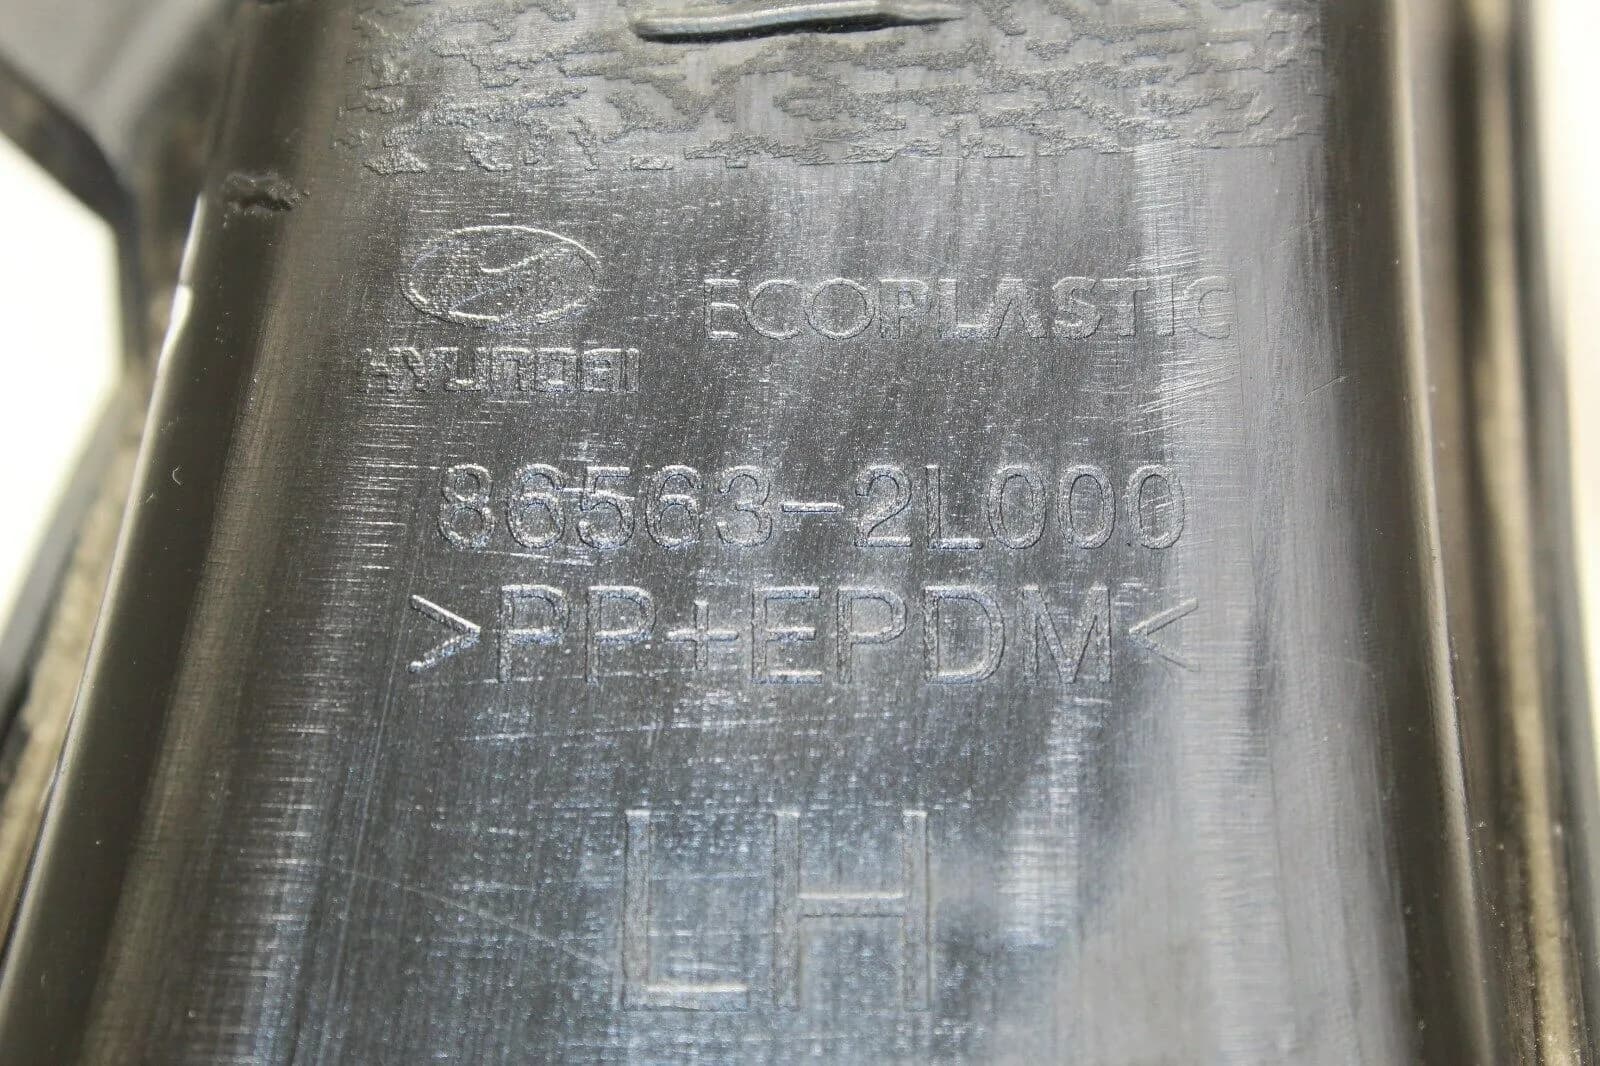 ECOPLASTIC
HYUNDAI
86563-2L000
>PP+EPDM<
LH